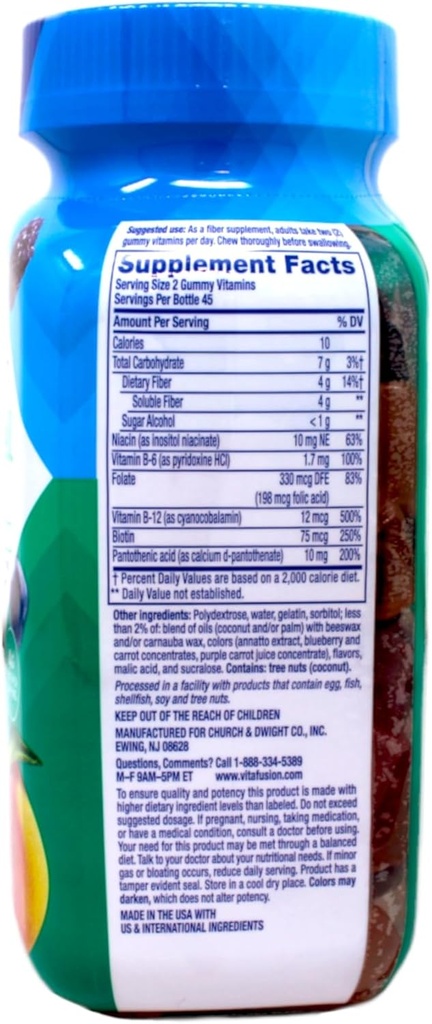 Suggested use: As a fiber supplement, adults take two (2)
gummy vitamins per day. Chew thoroughly before swallowing.
Supplement Facts
Serving Size 2 Gummy Vitamins
Servings Per Bottle 45
Amount Per Serving % DV
Calories 10
Total Carbohydrate 7 g 3%†
Dietary Fiber 4 g 14%†
Soluble Fiber 4 g **
Sugar Alcohol <1 g **
Niacin (as inositol niacinate) 10 mg NE 63%
Vitamin B-6 (as pyridoxine HCl) 1.7 mg 100%
Folate 330 mcg DFE 83%
(198 mcg folic acid)
Vitamin B-12 (as cyanocobalamin) 12 mcg 500%
Biotin 75 mcg 250%
Pantothenic acid (as calcium d-pantothenate) 10 mg 200%
† Percent Daily Values are based on a 2,000 calorie diet.
** Daily Value not established.
Other ingredients: Polydextrose, water, gelatin, sorbitol; less
than 2% of: blend of oils (coconut and/or palm) with beeswax
and/or carnauba wax, colors (annatto extract, blueberry and
carrot concentrates, purple carrot juice concentrate), flavors,
malic acid, and sucralose. Contains: tree nuts (coconut).
Processed in a facility with products that contain egg, fish,
shellfish, soy and tree nuts.
KEEP OUT OF THE REACH OF CHILDREN
MANUFACTURED FOR CHURCH & DWIGHT CO., INC.
EWING, NJ 08628
Questions, Comments? Call 1-888-334-5389
M–F 9AM–5PM ET www.vitafusion.com
To ensure quality and potency this product is made with
higher dietary ingredient levels than labeled. Do not exceed
suggested dosage. If pregnant, nursing, taking medication,
or have a medical condition, consult a doctor before using.
Your need for this product may be met through a balanced
diet. Talk to your doctor about your nutritional needs. If minor
gas or bloating occurs, reduce daily serving. Product has a
tamper evident seal. Store in a cool dry place. Colors may
darken, which does not alter potency.
MADE IN THE USA WITH
US & INTERNATIONAL INGREDIENTS